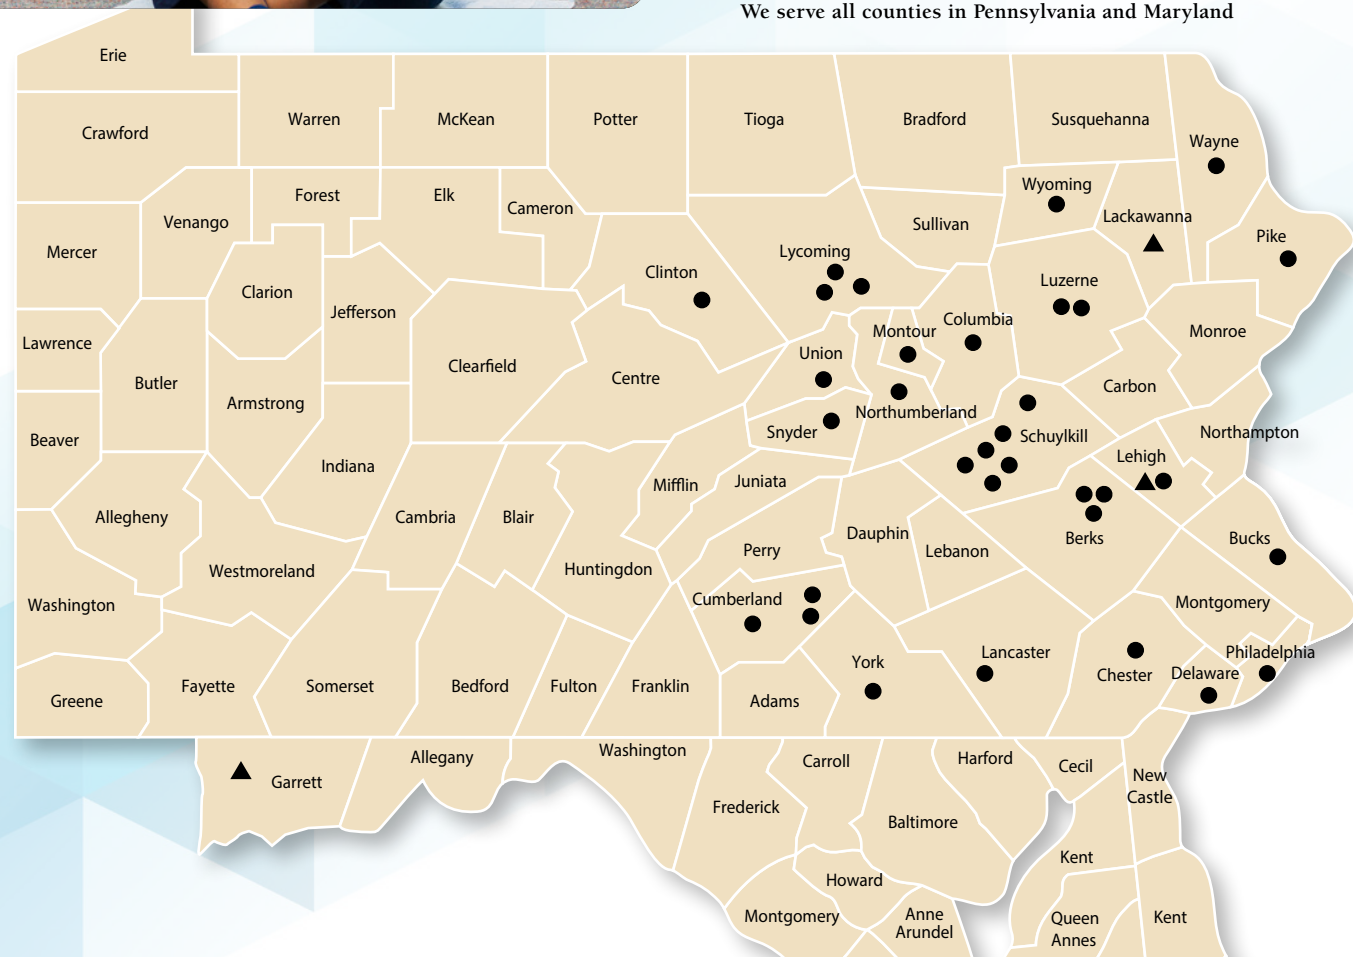 We serve all counties in Pennsylvania and Maryland
Erie
Crawford
Warren
McKean
Potter
Tioga
Bradford
Susquehanna
Wayne
Wyoming
Forest
Elk
Cameron
Venango
Lackawanna
Sullivan
Pike
Mercer
Lycoming
Clinton
Luzerne
Clarion
Jefferson
Columbia
Montour
Monroe
Lawrence
Union
Clearfield
Centre
Butler
Carbon
Armstrong
Northumberland
Beaver
Snyder
Schuylkill
Northampton
Lehigh
Indiana
Mifflin
Juniata
Allegheny
Cambria
Blair
Dauphin
Berks
Bucks
Perry
Lebanon
Westmoreland
Huntingdon
Washington
Cumberland
Montgomery
Lancaster
Philadelphia
York
Chester
Delaware
Greene
Fayette
Somerset
Bedford
Fulton
Franklin
Adams
Washington
Allegany
Carroll
Harford
Cecil
Garrett
New
Castle
Frederick
Baltimore
Kent
Howard
Montgomery
Anne
Arundel
Queen
Annes
Kent